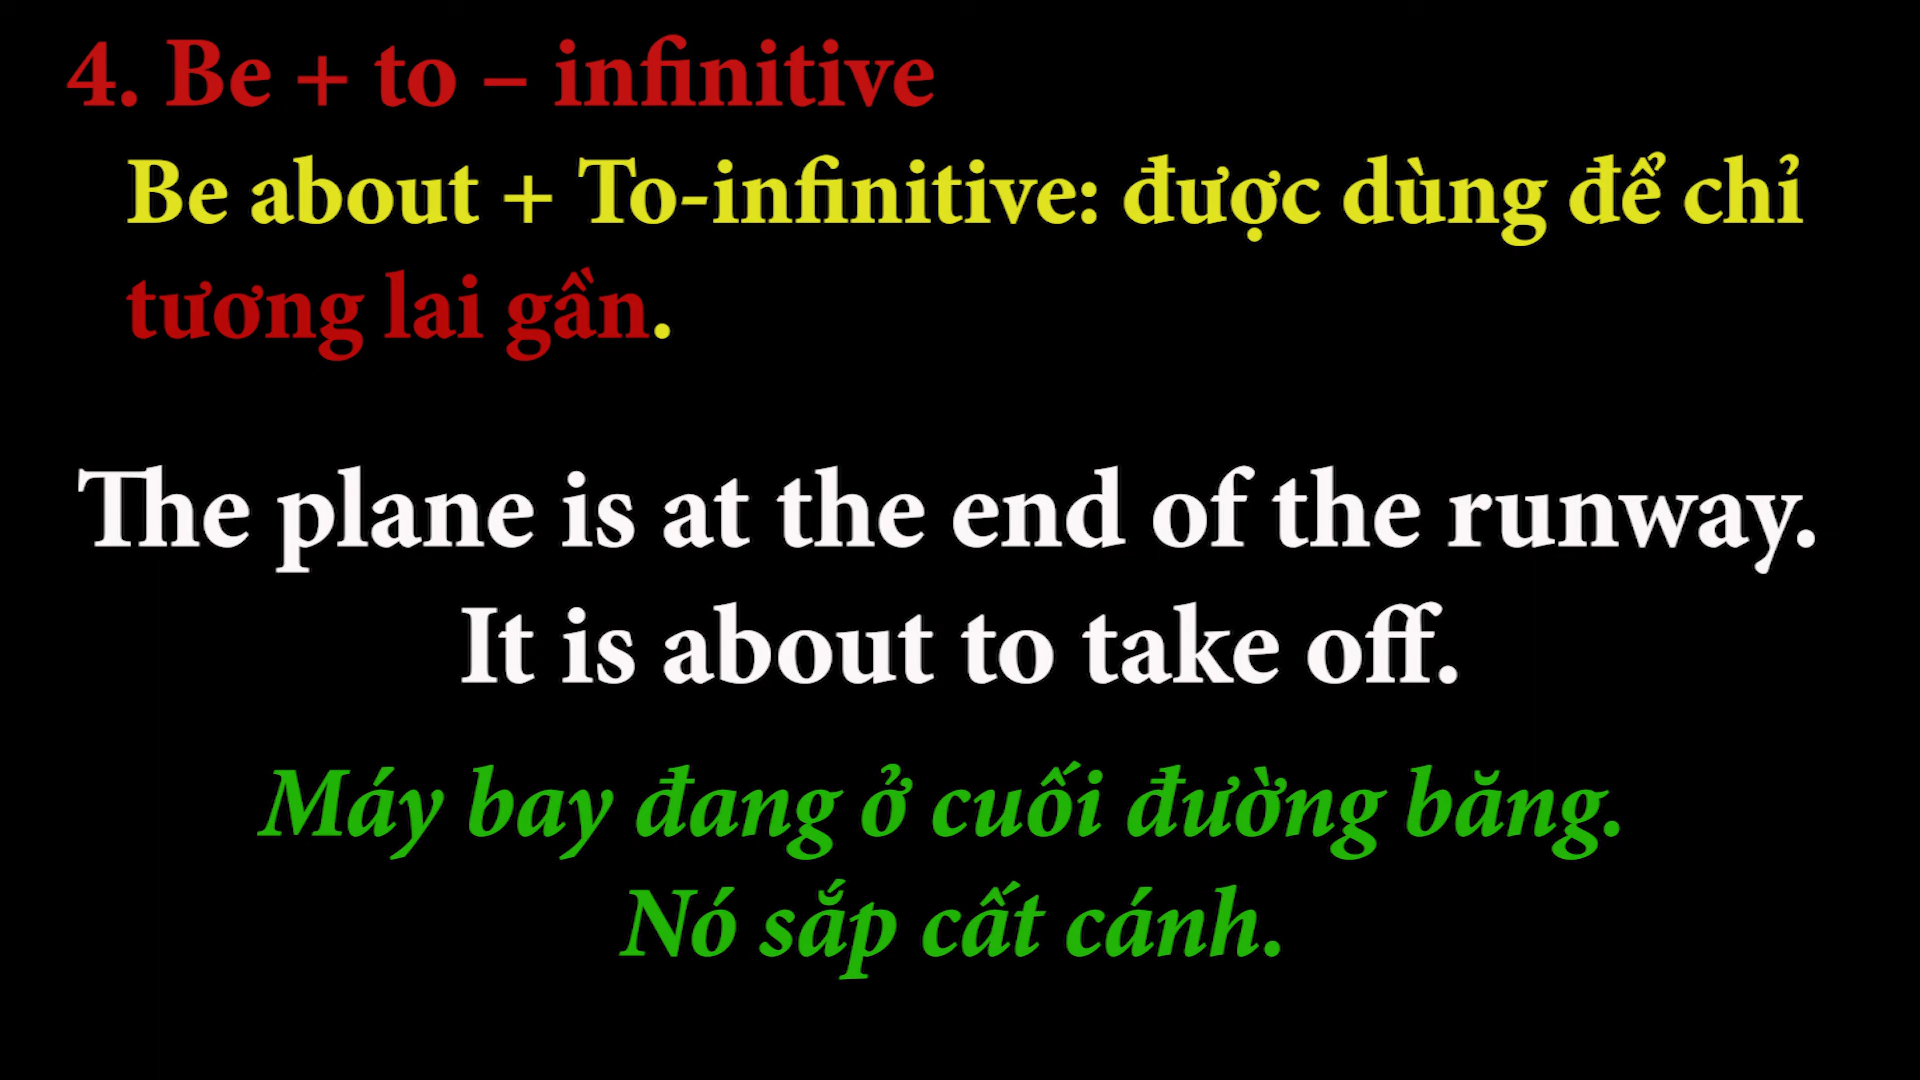 4. Be + to – infinitive
Be about + To-infinitive: được dùng để chỉ
tương lai gần.
The plane is at the end of the runway.
It is about to take off.
Máy bay đang ở cuối đường băng.
Nó sắp cất cánh.